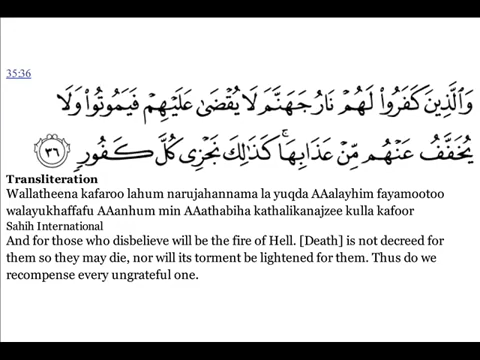 35:36
وَالَّذِينَ كَفَرُوا لَهُمْ نَارُ جَهَنَّمَ لَا يُقْضَىٰ عَلَيْهِمْ فَيَمُوتُوا وَلَا
يُخَفَّفُ عَنْهُم مِّنْ عَذَابِهَا ۚ كَذَٰلِكَ نَجْزِي كُلَّ كَفُورٍ ٣٦
Transliteration
Wallatheena kafaroo lahum narujahannama la yuqda AAalayhim fayamootoo
walayukhaffafu AAanhum min AAathabiha kathalikanajzee kulla kafoor
Sahih International
And for those who disbelieve will be the fire of Hell. [Death] is not decreed for
them so they may die, nor will its torment be lightened for them. Thus do we
recompense every ungrateful one.